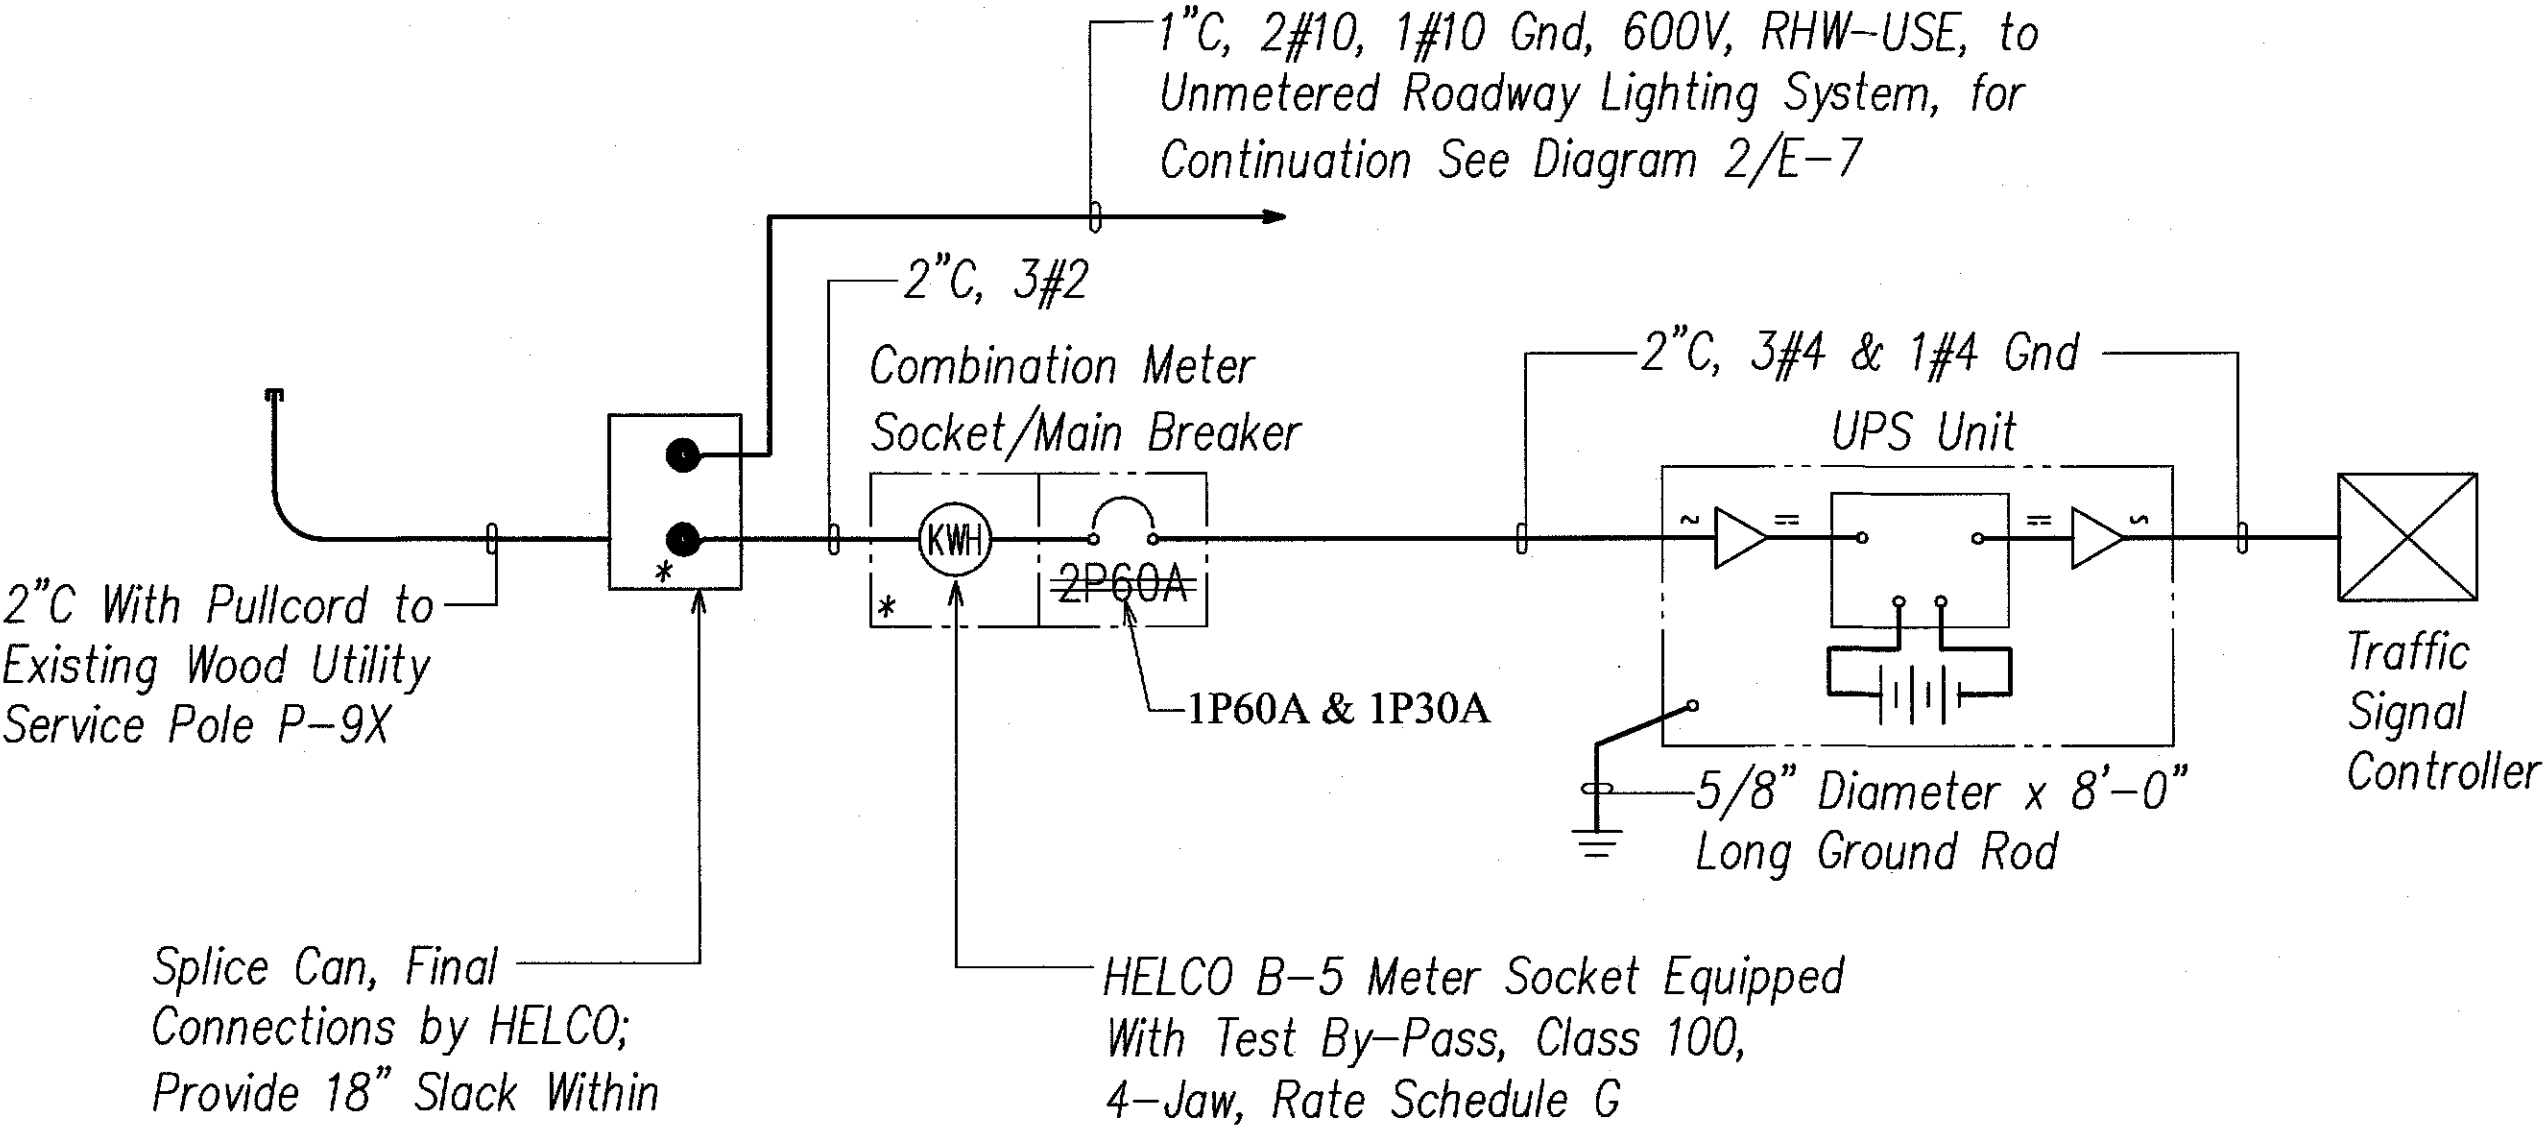 1"C, 2#10, 1#10 Gnd, 600V, RHW-USE, to
Unmetered Roadway Lighting System, for
Continuation See Diagram 2/E-7
2"C, 3#2
Combination Meter
Socket/Main Breaker
2"C, 3#4 & 1#4 Gnd
UPS Unit
KWH
2P60A
*
*
1P60A & 1P30A
2"C With Pullcord to
Existing Wood Utility
Service Pole P-9X
Traffic
Signal
Controller
5/8" Diameter x 8'-0"
Long Ground Rod
Splice Can, Final
Connections by HELCO;
Provide 18" Slack Within
HELCO B-5 Meter Socket Equipped
With Test By-Pass, Class 100,
4-Jaw, Rate Schedule G